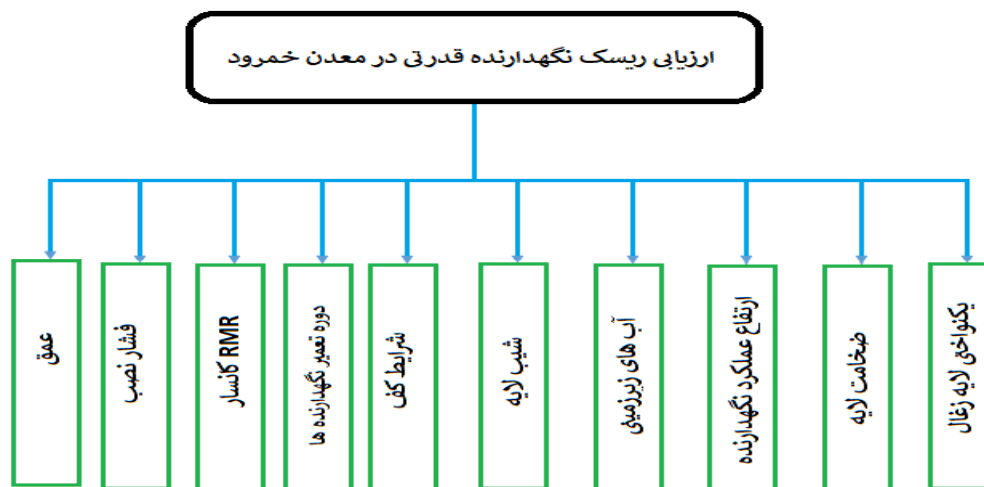 ارزیابی ریسک نگهدارنده قدرتی در معدن خمرود
یکنواختی لایه زغال
ضخامت لایه
ارتفاع عملکرد نگهدارنده
آب های زیرزمینی
شیب لایه
شرایط کف
دوره تعمیر نگهدارنده ها
RMR کانسار
فشار نصب
عمق